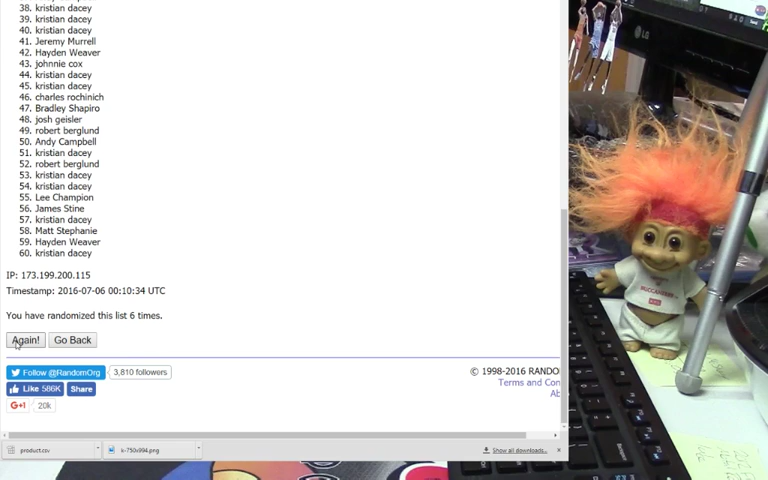 38. kristian dacey
39. kristian dacey
40. kristian dacey
41. Jeremy Murrell
42. Hayden Weaver
43. johnnie cox
44. kristian dacey
45. kristian dacey
46. charles rochinich
47. Bradley Shapiro
48. josh geisler
49. robert berglund
50. Andy Campbell
51. kristian dacey
52. robert berglund
53. kristian dacey
54. kristian dacey
55. Lee Champion
56. James Stine
57. kristian dacey
58. Matt Stephanie
59. Hayden Weaver
60. kristian dacey
IP: 173.199.200.115
Timestamp: 2016-07-06 00:10:34 UTC
You have randomized this list 6 times.
Again! Go Back
Follow @RandomOrg 3,810 followers
© 1998-2016 RANDO
Like 586K Share
Terms and Con
Ab
G+1 20k
product.csv
k-750x994.png
Show all downloads...
LG
BUCCANEERS